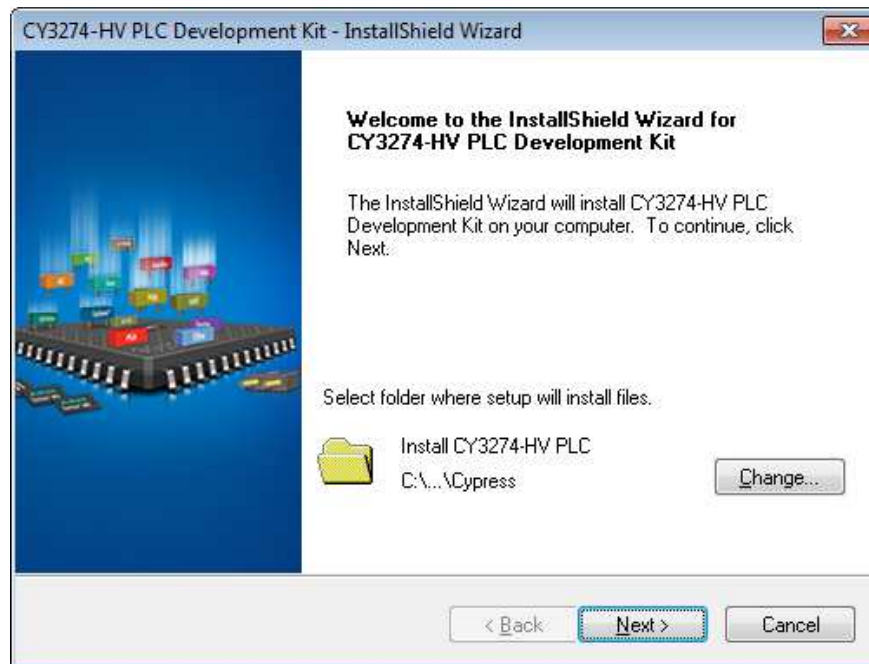 CY3274-HV PLC Development Kit - InstallShield Wizard
Welcome to the InstallShield Wizard for
CY3274-HV PLC Development Kit
The InstallShield Wizard will install CY3274-HV PLC
Development Kit on your computer. To continue, click
Next.
Select folder where setup will install files.
Install CY3274-HV PLC
C:\...\Cypress
Change...
< Back
Next >
Cancel